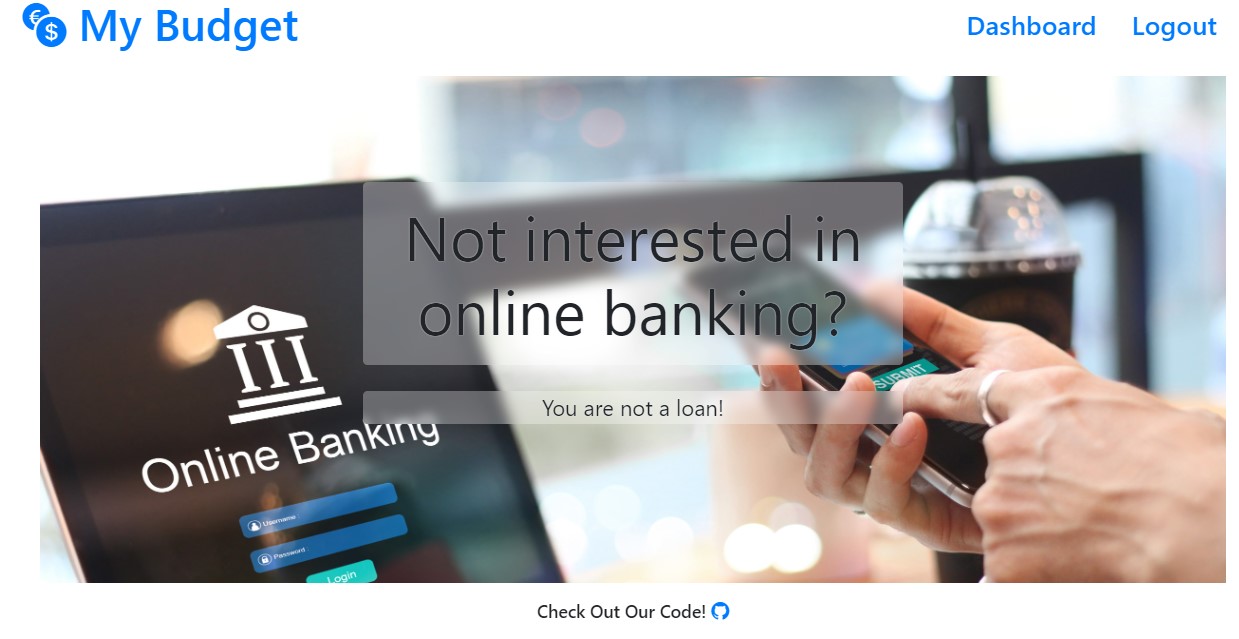 € $ My Budget
Dashboard Logout
Not interested in
online banking?
You are not a loan!
SUBMIT
Online Banking
Username
Password
Login
Check Out Our Code!